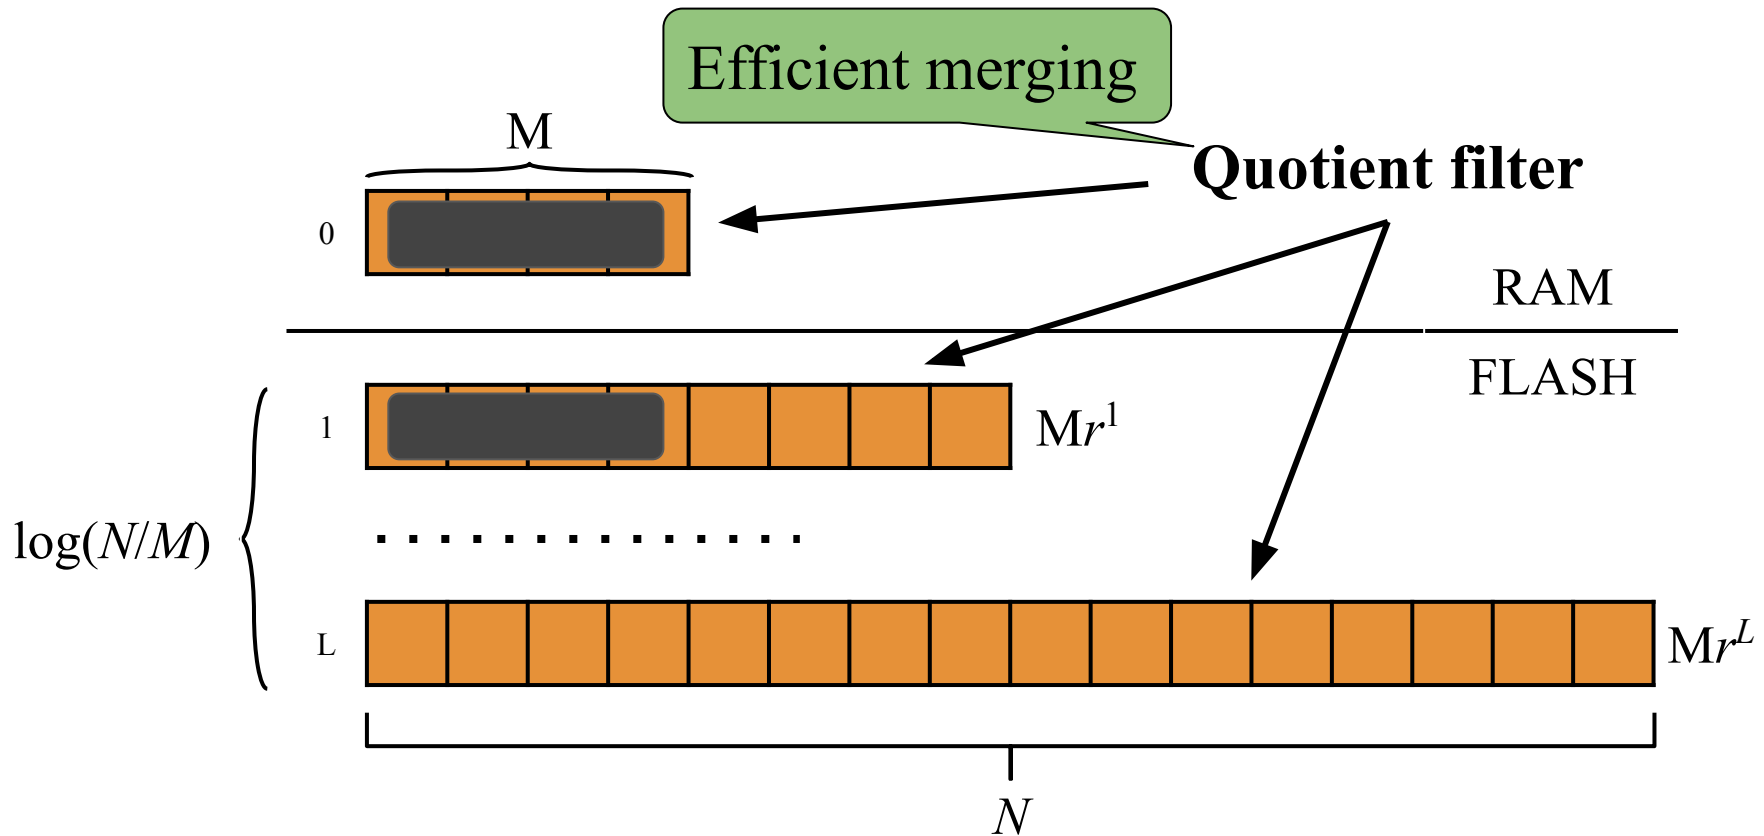 Efficient merging
M
Quotient filter
0
RAM
FLASH
1
Mr¹
log(N/M)
L
Mrᴸ
N